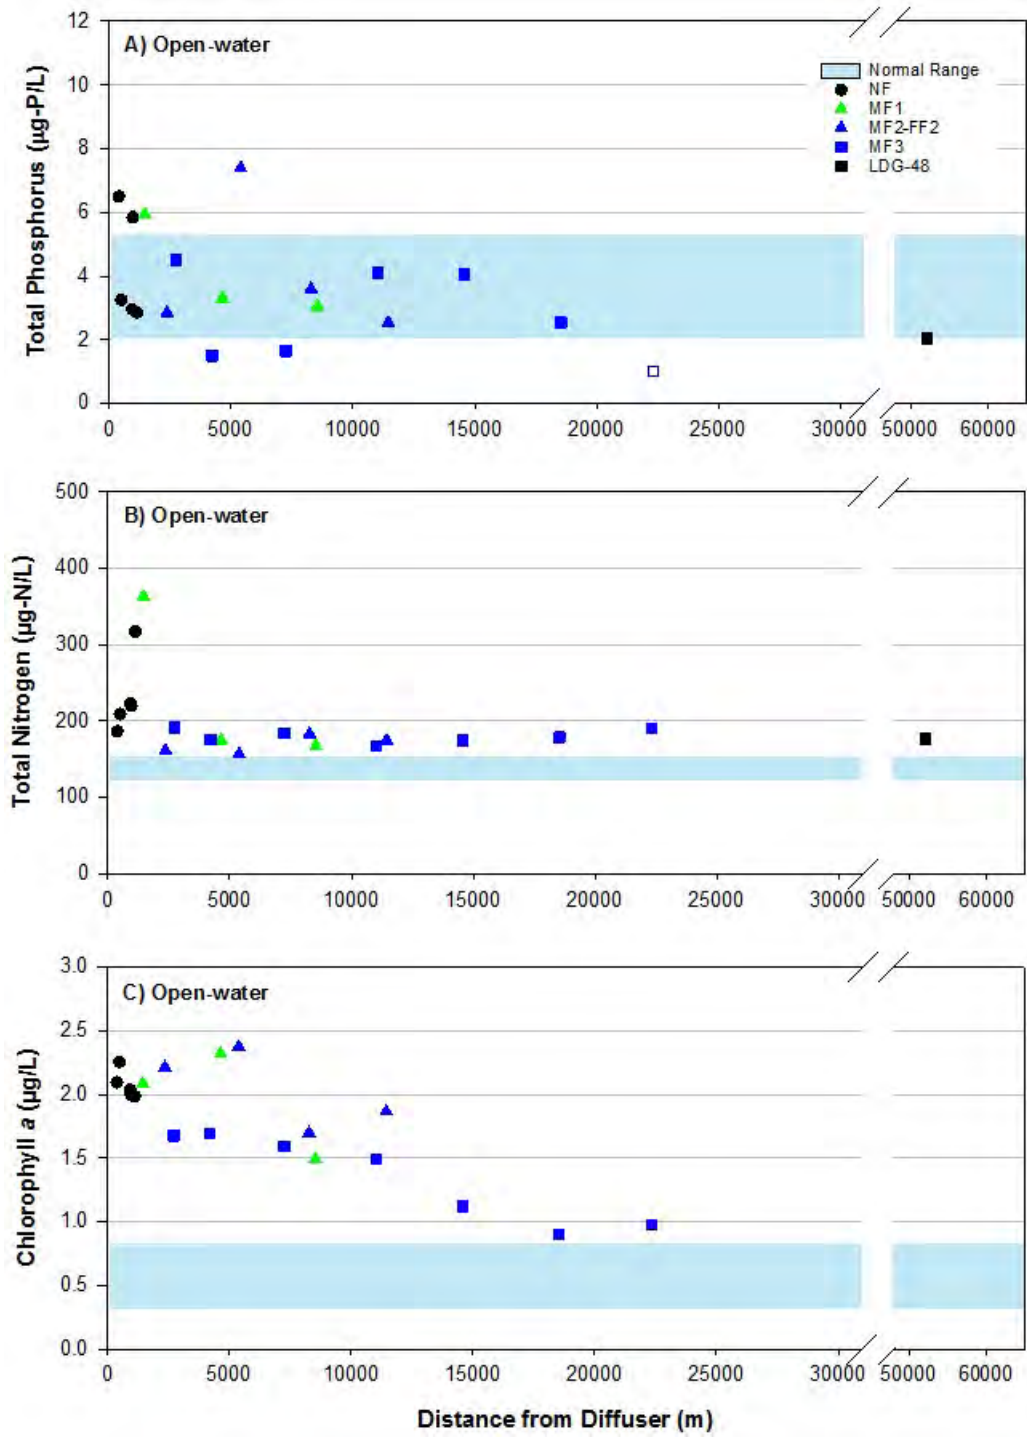 A) Open-water
Total Phosphorus (µg-P/L)
12
10
8
6
4
2
0
Normal Range
NF
MF1
MF2-FF2
MF3
LDG-48
0 5000 10000 15000 20000 25000 30000 50000 60000
B) Open-water
Total Nitrogen (µg-N/L)
500
400
300
200
100
0
0 5000 10000 15000 20000 25000 30000 50000 60000
C) Open-water
Chlorophyll a (µg/L)
3.0
2.5
2.0
1.5
1.0
0.5
0.0
0 5000 10000 15000 20000 25000 30000 50000 60000
Distance from Diffuser (m)